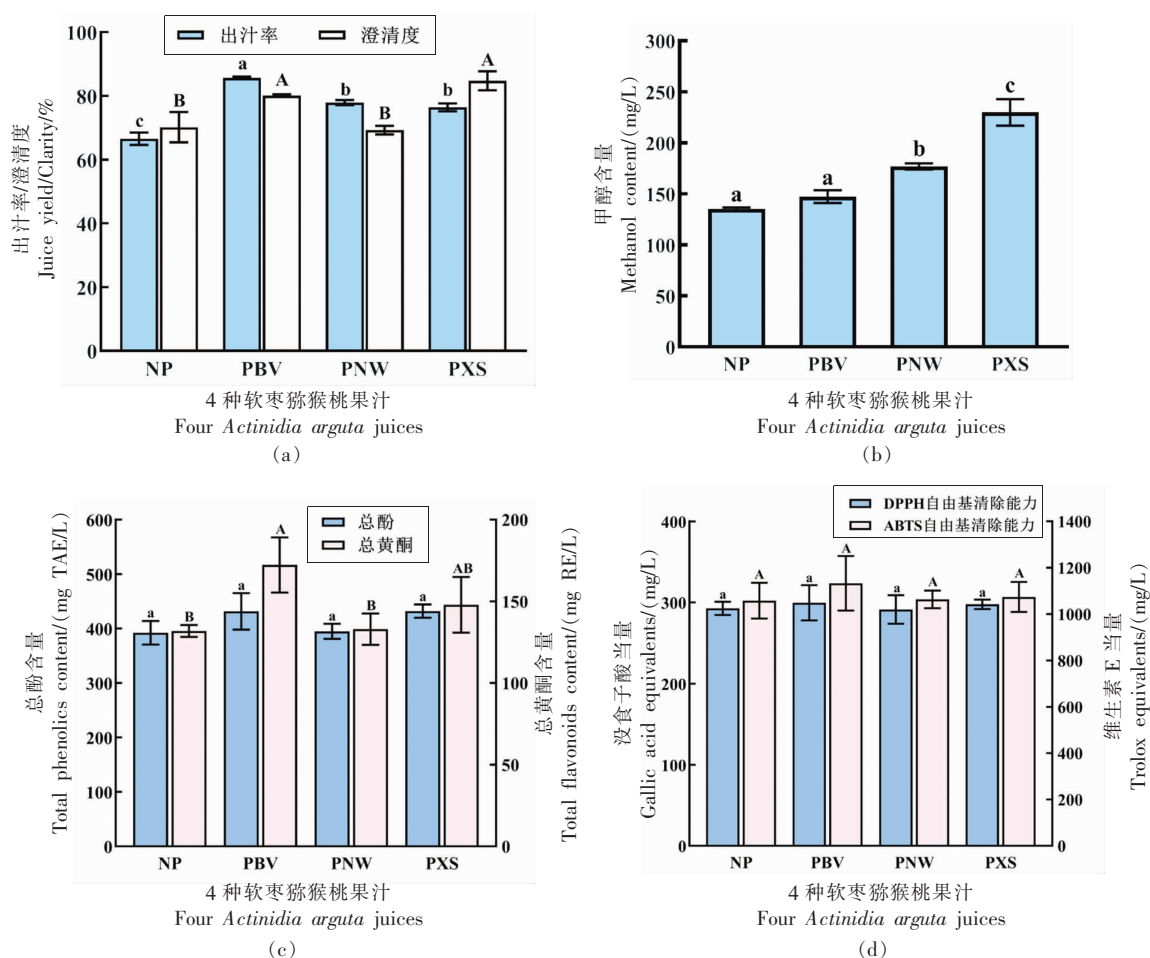 出汁率 澄清度
100
80
60
40
20
0
出汁率/澄清度
Juice yield/Clarity/%
c B a A b B b A
NP PBV PNW PXS
4种软枣猕猴桃果汁
Four Actinidia arguta juices
(a)
300
250
200
150
100
50
0
甲醇含量
Methanol content/(mg/L)
a a b c
NP PBV PNW PXS
4种软枣猕猴桃果汁
Four Actinidia arguta juices
(b)
总酚
总黄酮
600
500
400
300
200
100
0
总酚含量
Total phenolics content/(mg TAE/L)
a B a A a B a AB
200
150
100
50
0
总黄酮含量
Total flavonoids content/(mg RE/L)
NP PBV PNW PXS
4种软枣猕猴桃果汁
Four Actinidia arguta juices
(c)
DPPH自由基清除能力
ABTS自由基清除能力
400
300
200
100
0
没食子酸当量
Gallic acid equivalents/(mg/L)
a A a A a A a A
1400
1200
1000
800
600
400
200
0
维生素E当量
Trolox equivalents/(mg/L)
NP PBV PNW PXS
4种软枣猕猴桃果汁
Four Actinidia arguta juices
(d)